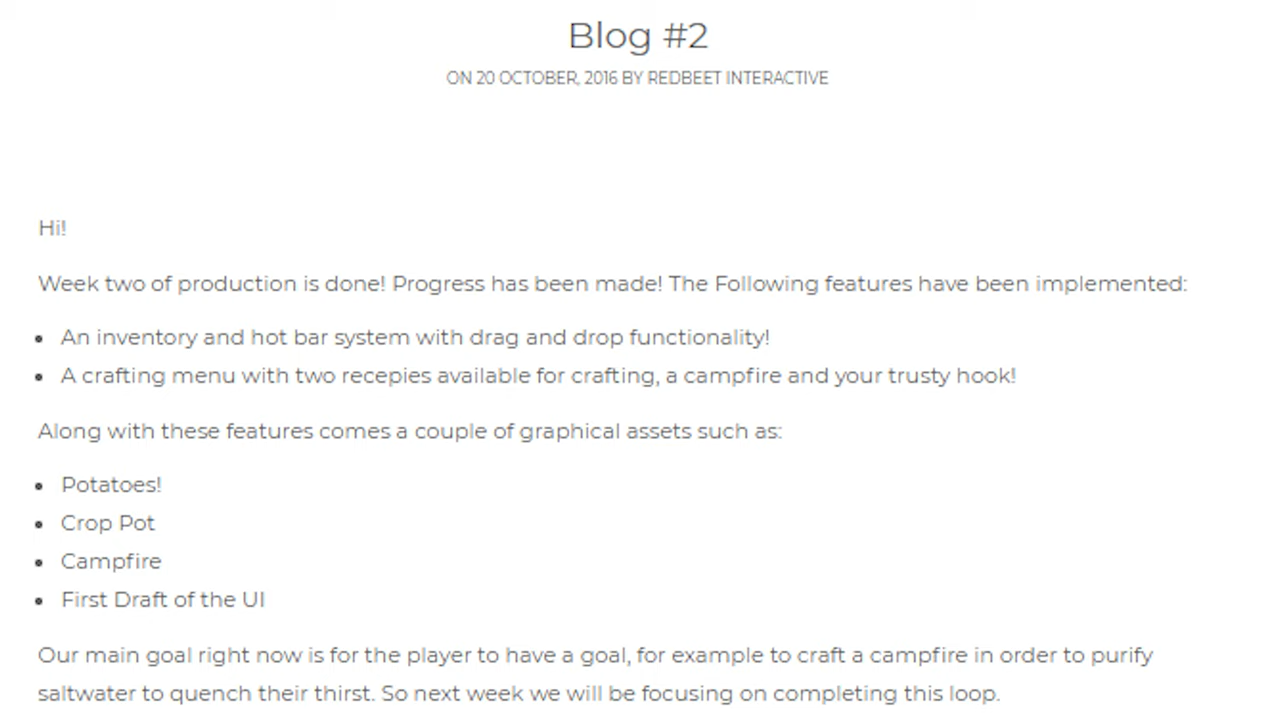 Blog #2
ON 20 OCTOBER, 2016 BY REDBEET INTERACTIVE
Hi!
Week two of production is done! Progress has been made! The Following features have been implemented:
• An inventory and hot bar system with drag and drop functionality!
• A crafting menu with two recepies available for crafting, a campfire and your trusty hook!
Along with these features comes a couple of graphical assets such as:
• Potatoes!
• Crop Pot
• Campfire
• First Draft of the UI
Our main goal right now is for the player to have a goal, for example to craft a campfire in order to purify
saltwater to quench their thirst. So next week we will be focusing on completing this loop.